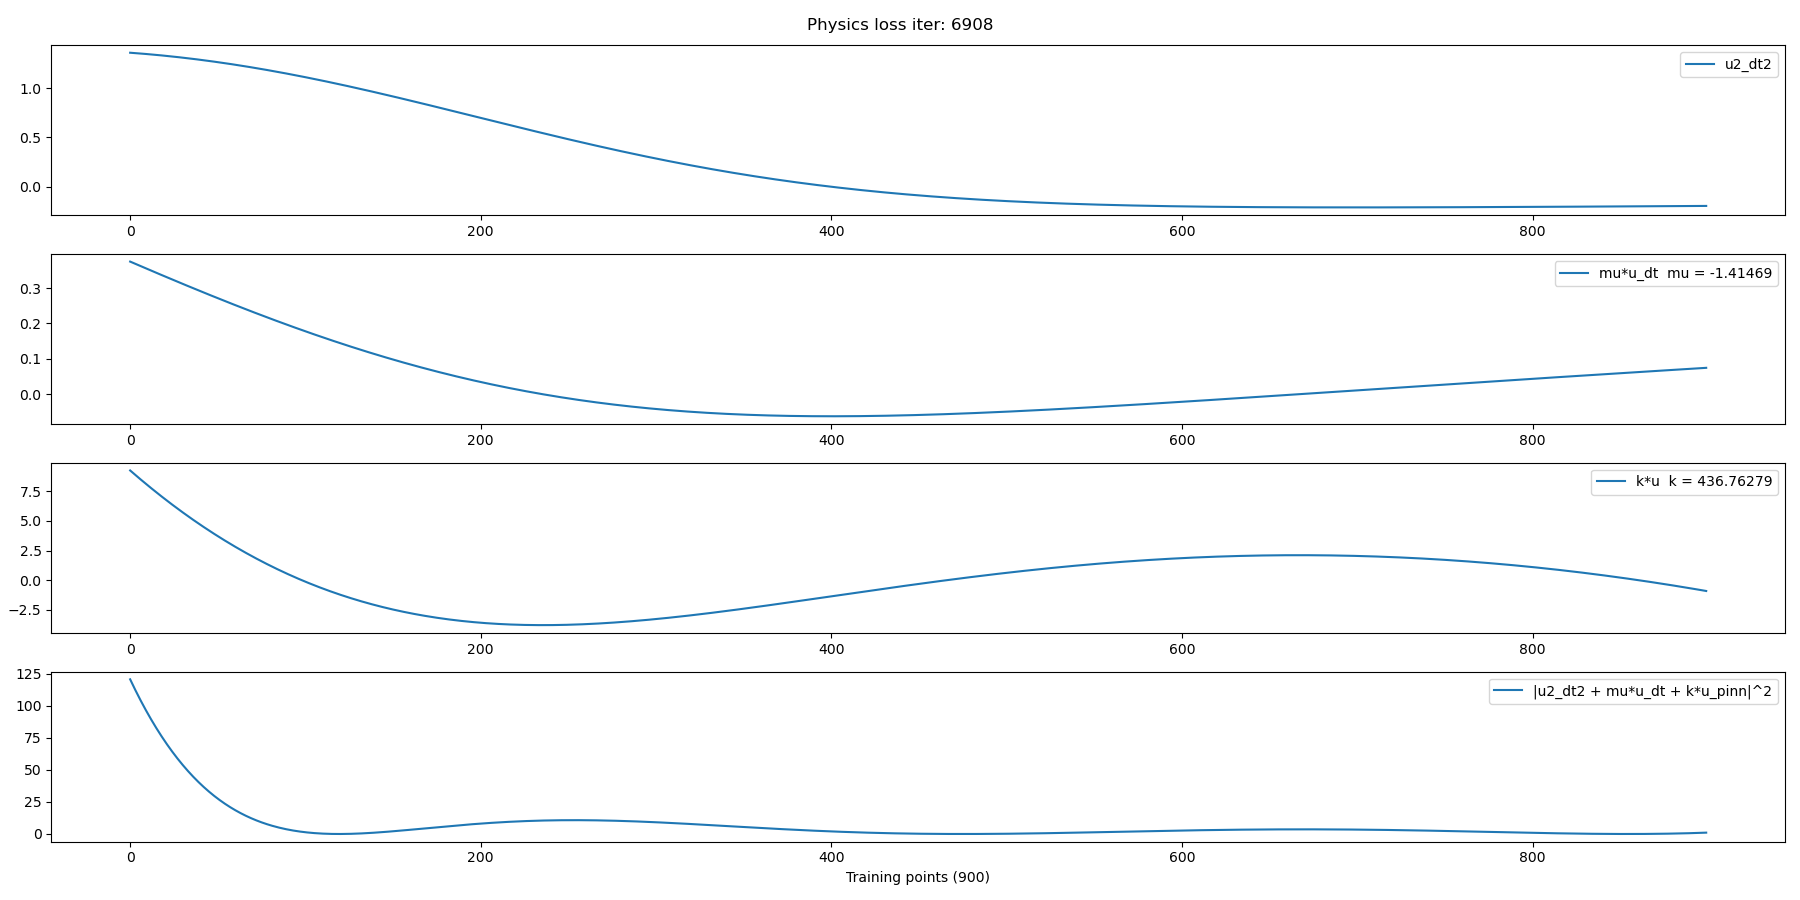 Physics loss iter: 6908
u2_dt2
1.0
0.5
0.0
0 200 400 600 800
mu*u_dt  mu = -1.41469
0.3
0.2
0.1
0.0
0 200 400 600 800
k*u  k = 436.76279
7.5
5.0
2.5
0.0
−2.5
0 200 400 600 800
|u2_dt2 + mu*u_dt + k*u_pinn|^2
125
100
75
50
25
0
0 200 400 600 800
Training points (900)